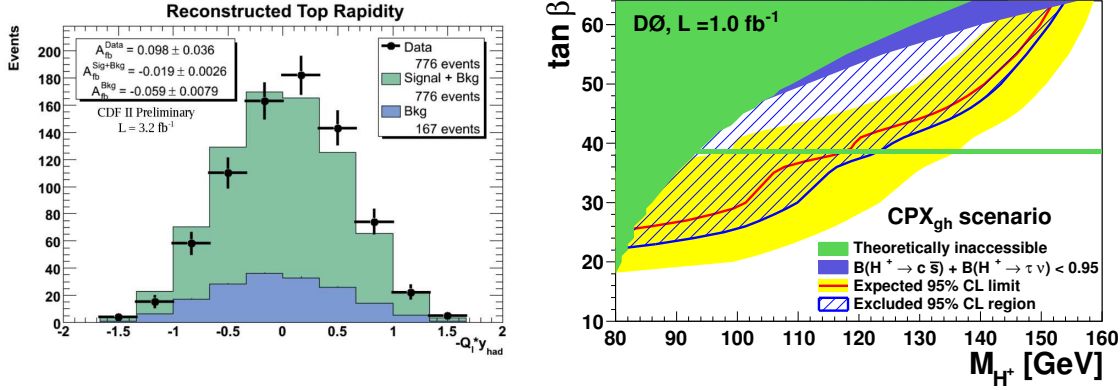 Reconstructed Top Rapidity
Events
A_fb^Data = 0.098 ± 0.036
A_fb^Sig+Bkg = -0.019 ± 0.0026
A_fb^Bkg = -0.059 ± 0.0079
CDF II Preliminary
L = 3.2 fb⁻¹
Data
776 events
Signal + Bkg
776 events
Bkg
167 events
200
180
160
140
120
100
80
60
40
20
0
-2 -1.5 -1 -0.5 0 0.5 1 1.5 2
-Q_l*y_had
tan β
DØ, L =1.0 fb⁻¹
60
50
40
30
20
10
CPX_gh scenario
Theoretically inaccessible
B(H⁺ → c s̅) + B(H⁺ → τ ν) < 0.95
Expected 95% CL limit
Excluded 95% CL region
80 90 100 110 120 130 140 150 160
M_H⁺ [GeV]